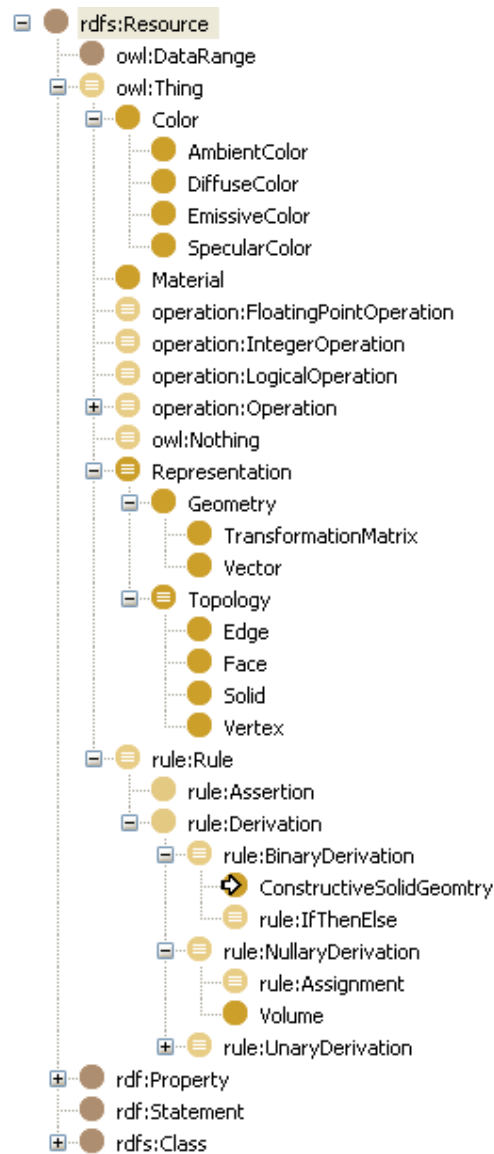 rdfs:Resource
owl:DataRange
owl:Thing
Color
AmbientColor
DiffuseColor
EmissiveColor
SpecularColor
Material
operation:FloatingPointOperation
operation:IntegerOperation
operation:LogicalOperation
operation:Operation
owl:Nothing
Representation
Geometry
TransformationMatrix
Vector
Topology
Edge
Face
Solid
Vertex
rule:Rule
rule:Assertion
rule:Derivation
rule:BinaryDerivation
ConstructiveSolidGeomtry
rule:IfThenElse
rule:NullaryDerivation
rule:Assignment
Volume
rule:UnaryDerivation
rdf:Property
rdf:Statement
rdfs:Class